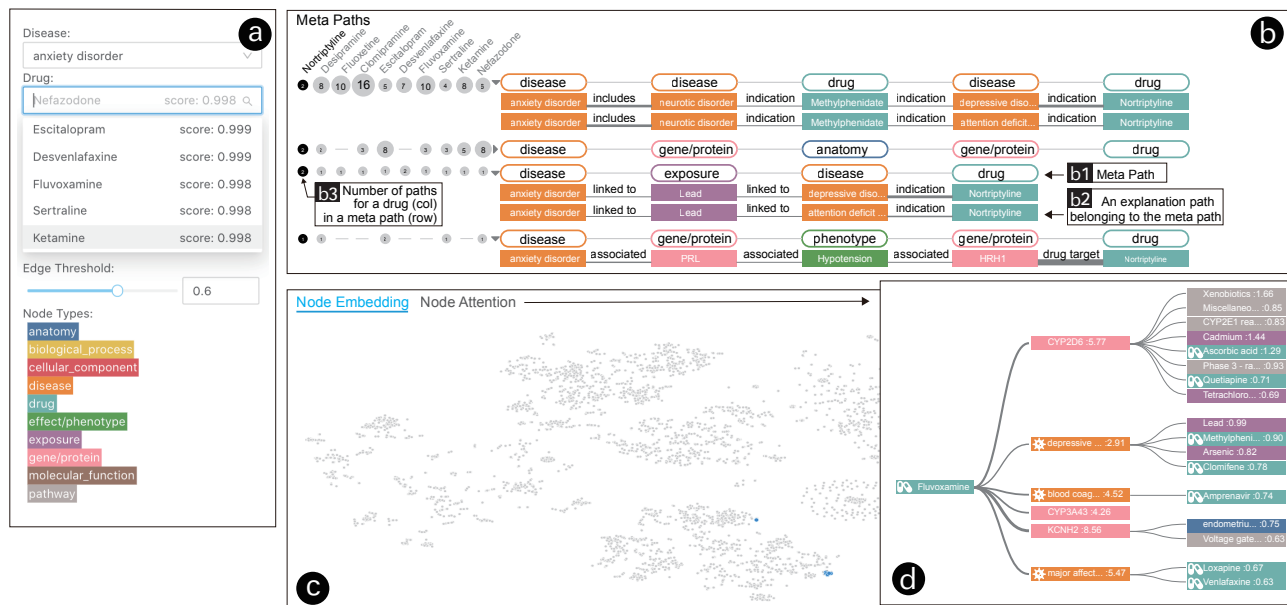 Disease:
anxiety disorder
Drug:
Nefazodone score: 0.998
Escitalopram score: 0.999
Desvenlafaxine score: 0.999
Fluvoxamine score: 0.998
Sertraline score: 0.998
Ketamine score: 0.998
Edge Threshold:
0.6
Node Types:
anatomy
biological_process
cellular_component
disease
drug
effect/phenotype
exposure
gene/protein
molecular_function
pathway
a
Meta Paths
b
Nortriptyline
Desipramine
Fluoxetine
Clomipramine
Escitalopram
Desvenlafaxine
Fluvoxamine
Sertraline
Ketamine
Nefazodone
2 8 10 16 5 7 10 4 8 5
disease disease drug disease drug
anxiety disorder includes neurotic disorder indication Methylphenidate indication depressive diso... indication Nortriptyline
anxiety disorder includes neurotic disorder indication Methylphenidate indication attention deficit... indication Nortriptyline
2 2 — 3 8 — 3 3 5 8
disease gene/protein anatomy gene/protein drug
2 1 1 1 1 2 1 1 1 1
disease exposure disease drug
anxiety disorder linked to Lead linked to depressive diso... indication Nortriptyline
anxiety disorder linked to Lead linked to attention deficit ... indication Nortriptyline
b1 Meta Path
b2 An explanation path
belonging to the meta path
b3 Number of paths
for a drug (col)
in a meta path (row)
disease gene/protein phenotype gene/protein drug
anxiety disorder associated PRL associated Hypotension associated HRH1 drug target Nortriptyline
Node Embedding Node Attention
c
Fluvoxamine
CYP2D6 :5.77
Xenobiotics :1.66
Miscellaneo... :0.85
CYP2E1 rea... :0.83
Cadmium :1.44
Ascorbic acid :1.29
Phase 3 - ra... :0.93
Quetiapine :0.71
Tetrachloro... :0.69
depressive ... :2.91
Lead :0.99
Methylpheni... :0.90
Arsenic :0.82
Clomifene :0.78
blood coag... :4.52
Amprenavir :0.74
CYP3A43 :4.26
KCNH2 :8.56
endometriu... :0.75
Voltage gate... :0.63
major affect... :5.47
Loxapine :0.67
Venlafaxine :0.63
d